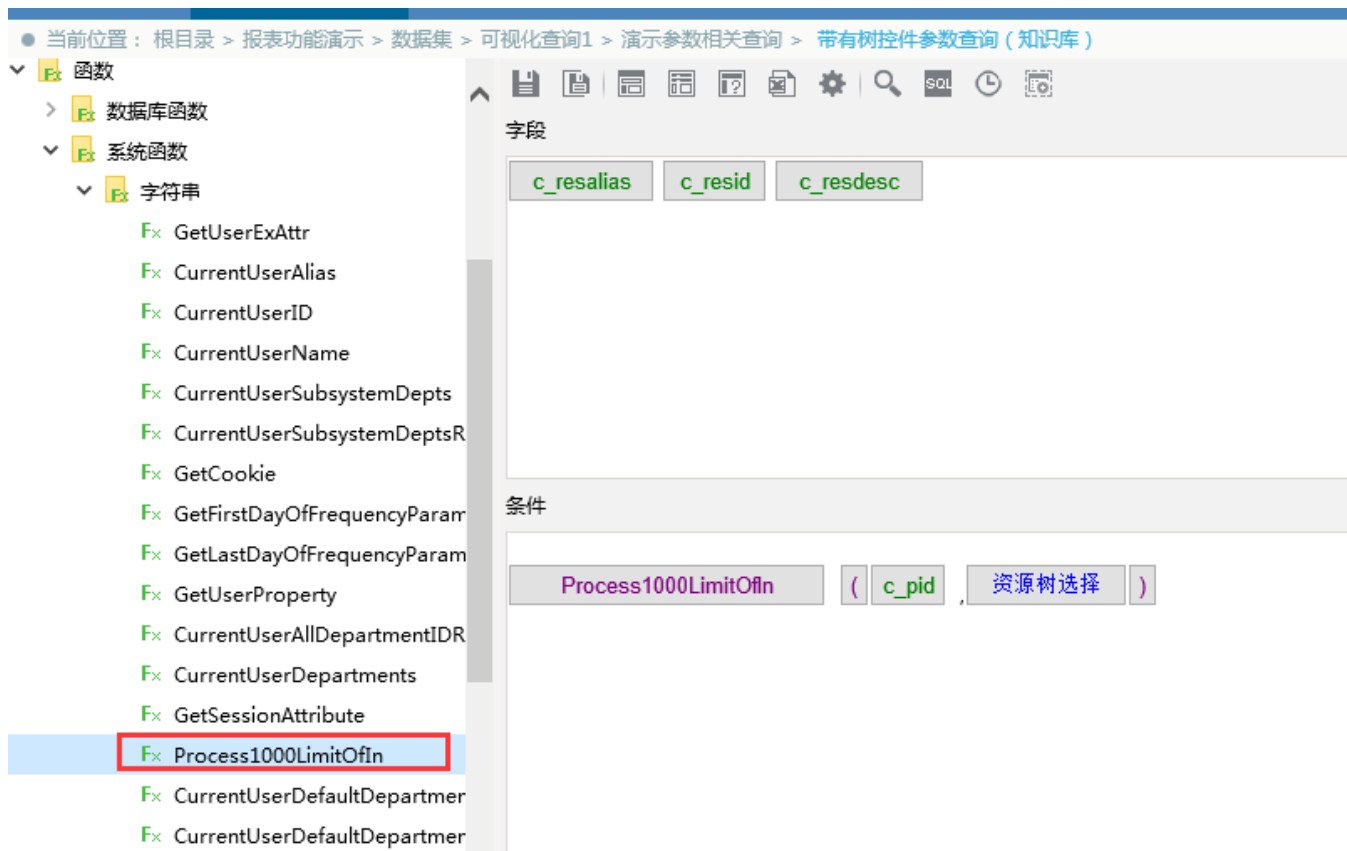 当前位置： 根目录 > 报表功能演示 > 数据集 > 可视化查询1 > 演示参数相关查询 > 带有树控件参数查询（知识库）
函数
数据库函数
系统函数
字符串
GetUserExAttr
CurrentUserAlias
CurrentUserID
CurrentUserName
CurrentUserSubsystemDepts
CurrentUserSubsystemDeptsR
GetCookie
GetFirstDayOfFrequencyParam
GetLastDayOfFrequencyParam
GetUserProperty
CurrentUserAllDepartmentIDR
CurrentUserDepartments
GetSessionAttribute
Process1000LimitOfIn
CurrentUserDefaultDepartmer
CurrentUserDefaultDepartmer
SQL
字段
c_resalias c_resid c_resdesc
条件
Process1000LimitOfIn ( c_pid , 资源树选择 )